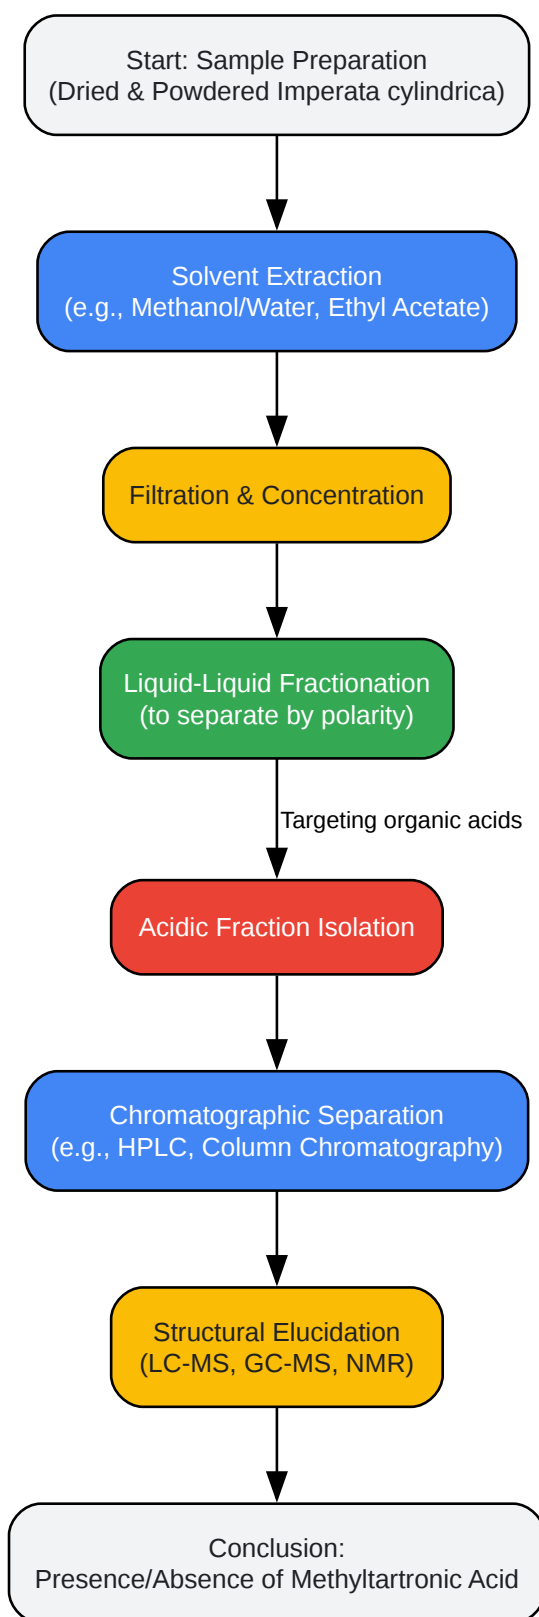 Start: Sample Preparation
(Dried & Powdered Imperata cylindrica)
Solvent Extraction
(e.g., Methanol/Water, Ethyl Acetate)
Filtration & Concentration
Liquid-Liquid Fractionation
(to separate by polarity)
Targeting organic acids
Acidic Fraction Isolation
Chromatographic Separation
(e.g., HPLC, Column Chromatography)
Structural Elucidation
(LC-MS, GC-MS, NMR)
Conclusion:
Presence/Absence of Methyltartronic Acid